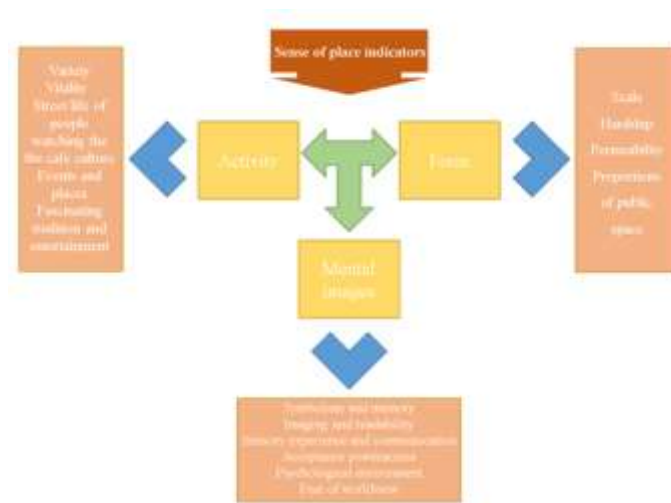 Sense of place indicators
Variety
Vitality
Street life of
people
watching the
the cafe culture
Events and
places
Fascinating
tradition and
entertainment
Activity
Form
Scale
Hardship
Permeability
Proportions
of public
space
Mental
images
Symbolism and memory
Imaging and readability
Sensory experience and communication
Acceptance
Psychological environment
Fear of worldliness